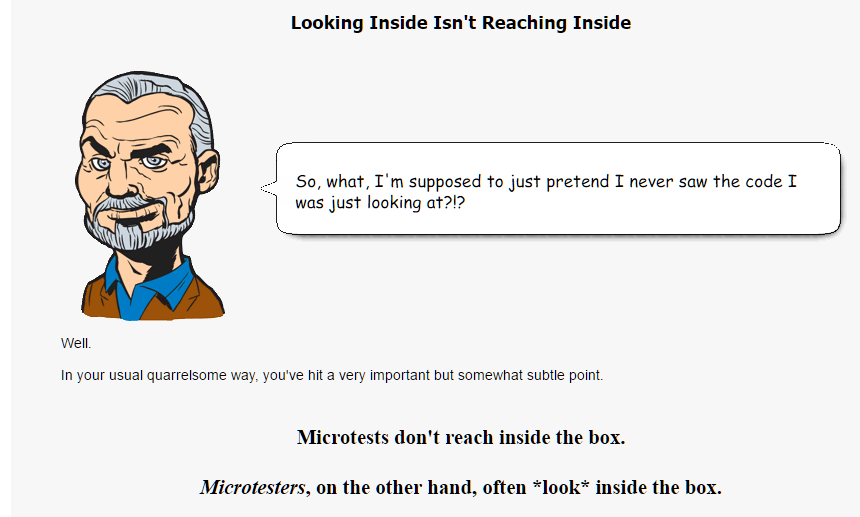 Looking Inside Isn't Reaching Inside
So, what, I'm supposed to just pretend I never saw the code I
was just looking at?!?
Well.
In your usual quarrelsome way, you've hit a very important but somewhat subtle point.
Microtests don't reach inside the box.
Microtesters, on the other hand, often *look* inside the box.